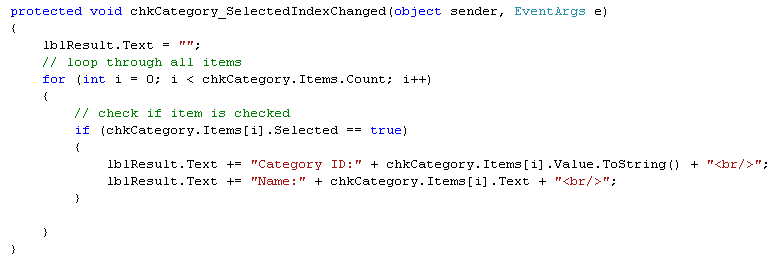 protected void chkCategory_SelectedIndexChanged(object sender, EventArgs e)
{
    lblResult.Text = "";
    // loop through all items
    for (int i = 0; i < chkCategory.Items.Count; i++)
    {
        // check if item is checked
        if (chkCategory.Items[i].Selected == true)
        {
            lblResult.Text += "Category ID:" + chkCategory.Items[i].Value.ToString() + "<br/>";
            lblResult.Text += "Name:" + chkCategory.Items[i].Text + "<br/>";
        }

    }
}